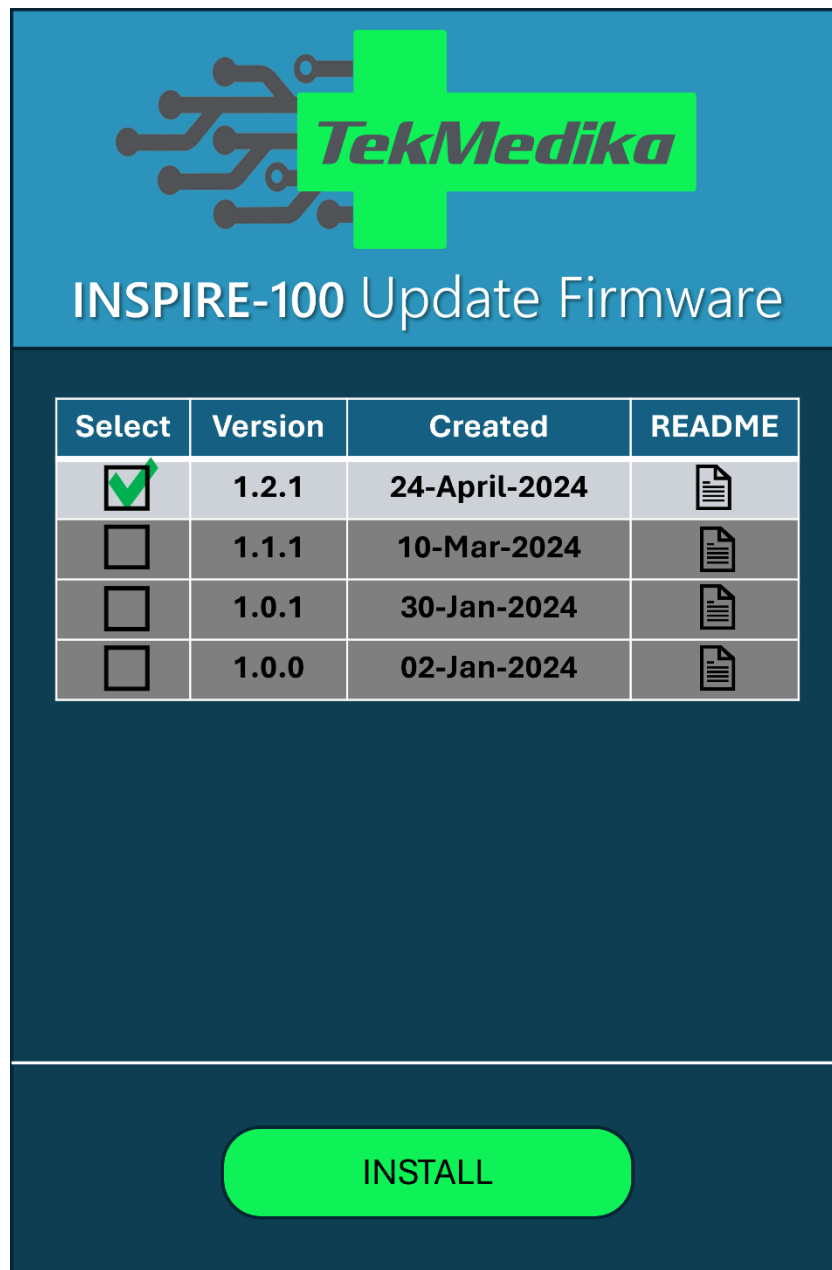 TekMedika
INSPIRE-100 Update Firmware
Select Version Created README
1.2.1 24-April-2024
1.1.1 10-Mar-2024
1.0.1 30-Jan-2024
1.0.0 02-Jan-2024
INSTALL